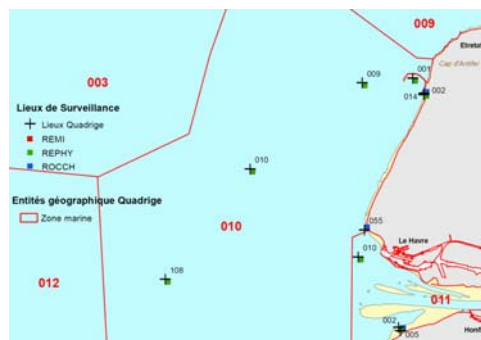 009
Etretat
Cap d'Antifer
001
009
002
014
003
Lieux de Surveillance
Lieux Quadrige
REMI
REPHY
ROCCH
010
Entités géographique Quadrige
Zone marine
010
055
Le Havre
010
012
108
011
002
005
Honfl